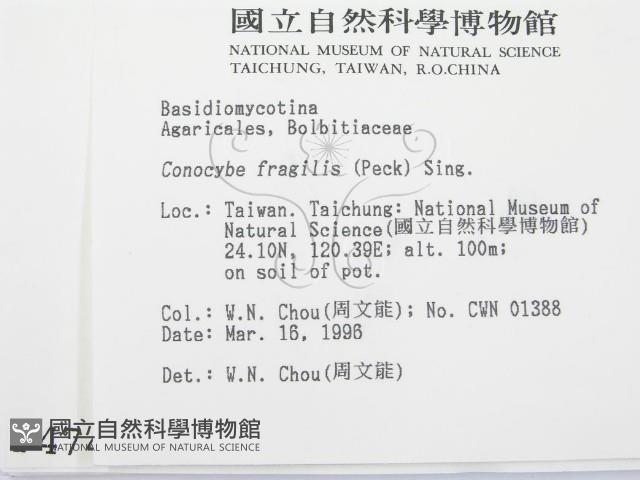 國立自然科學博物館
NATIONAL MUSEUM OF NATURAL SCIENCE
TAICHUNG, TAIWAN, R.O.CHINA
Basidiomycotina
Agaricales, Bolbitiaceae
Conocybe fragilis (Peck) Sing.
Loc.: Taiwan. Taichung: National Museum of
Natural Science(國立自然科學博物館)
24.10N, 120.39E; alt. 100m;
on soil of pot.
Col.: W.N. Chou(周文能); No. CWN 01388
Date: Mar. 16, 1996
Det.: W.N. Chou(周文能)
國立自然科學博物館
NATIONAL MUSEUM OF NATURAL SCIENCE